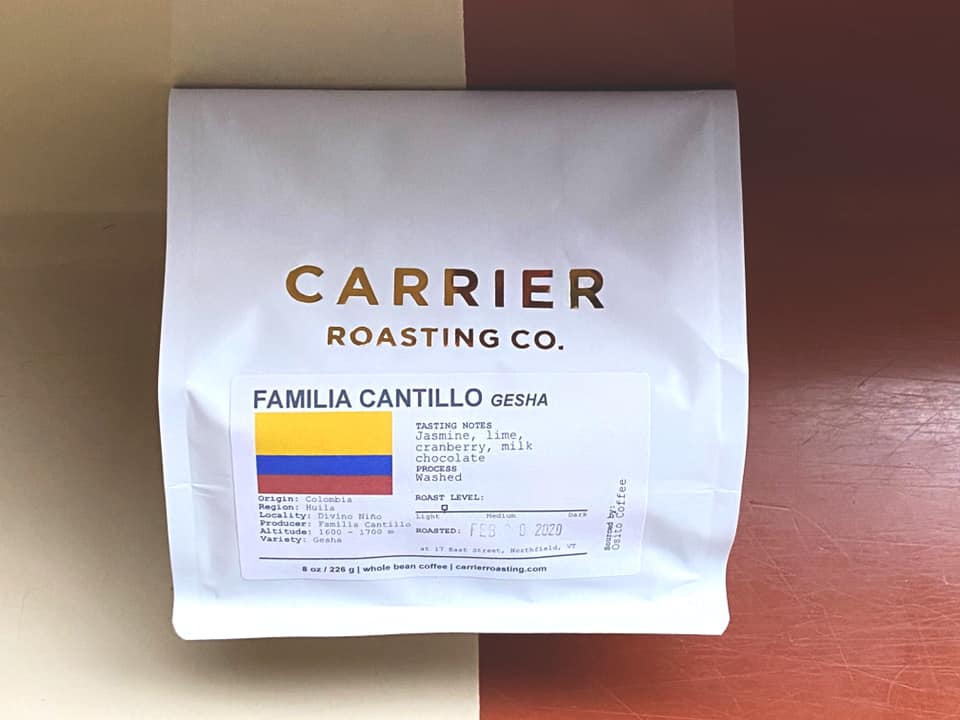 CARRIER
ROASTING CO.
FAMILIA CANTILLO GESHA
TASTING NOTES
Jasmine, lime,
cranberry, milk
chocolate
PROCESS
Washed
Origin: Colombia
Region: Huila
Locality: Divino Niño
Producer: Familia Cantillo
Altitude: 1600 - 1700 m
Variety: Gesha
ROAST LEVEL:
Light Medium Dark
ROASTED: FEB 0 2020
at 17 East Street, Northfield, VT
Sourced by:
Osito Coffee
8 oz / 226 g | whole bean coffee | carrierroasting.com